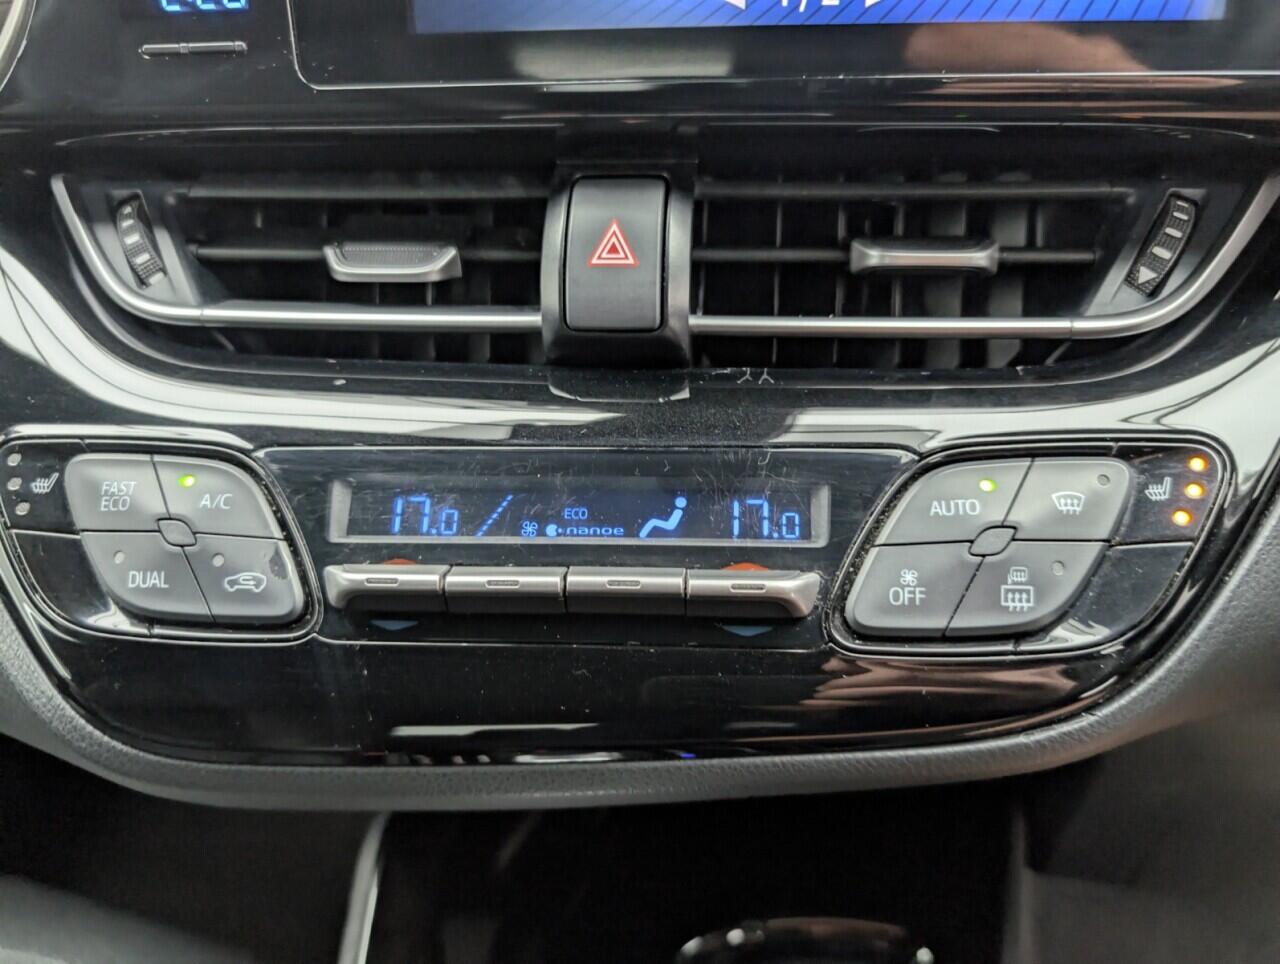 FAST
ECO
A/C
DUAL
17.0
ECO
nanoe
17.0
AUTO
OFF